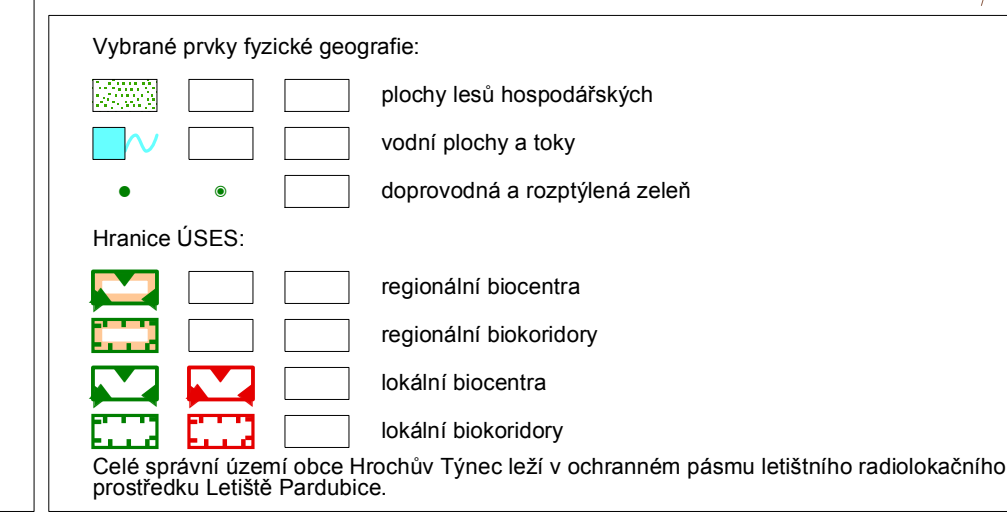 Vybrané prvky fyzické geografie:
plochy lesů hospodářských
vodní plochy a toky
doprovodná a rozptýlená zeleň
Hranice ÚSES:
regionální biocentra
regionální biokoridory
lokální biocentra
lokální biokoridory
Celé správní území obce Hrochův Týnec leží v ochranném pásmu letištního radiolokačního
prostředku Letiště Pardubice.